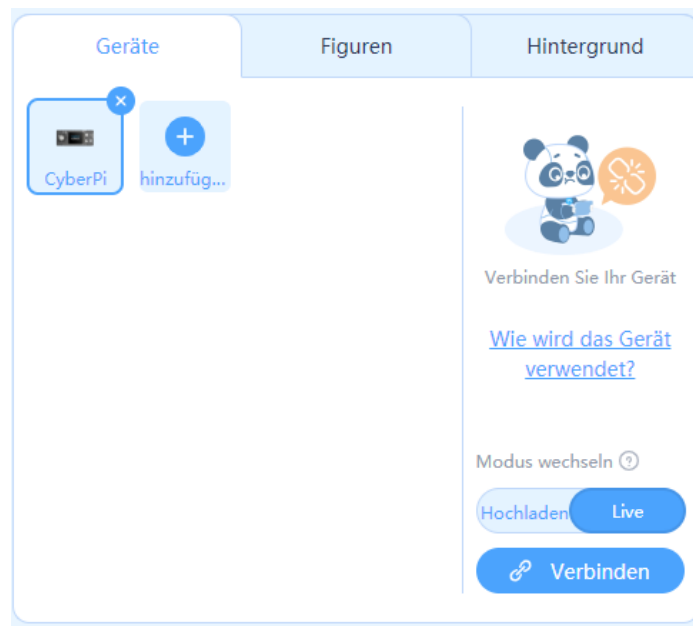 Geräte
Figuren
Hintergrund
CyberPi
hinzufüg...
Verbinden Sie Ihr Gerät
Wie wird das Gerät
verwendet?
Modus wechseln ?
Hochladen
Live
Verbinden